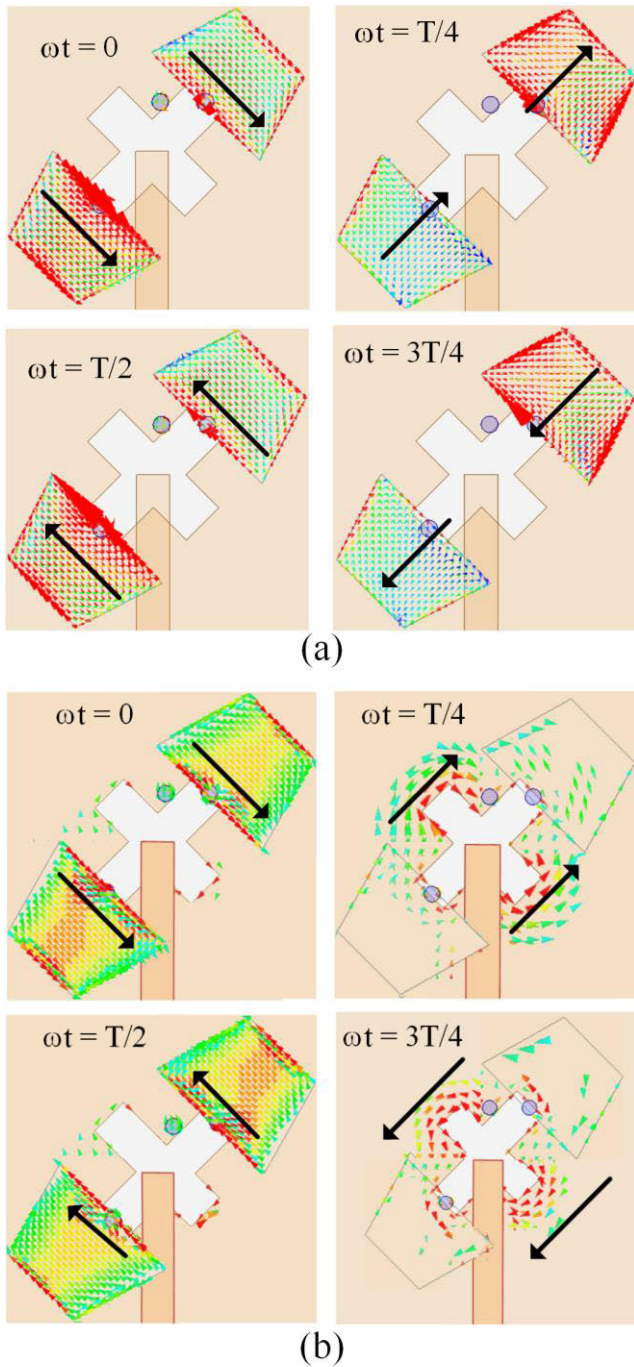 ωt = 0
ωt = T/4
ωt = T/2
ωt = 3T/4
(a)
ωt = 0
ωt = T/4
ωt = T/2
ωt = 3T/4
(b)